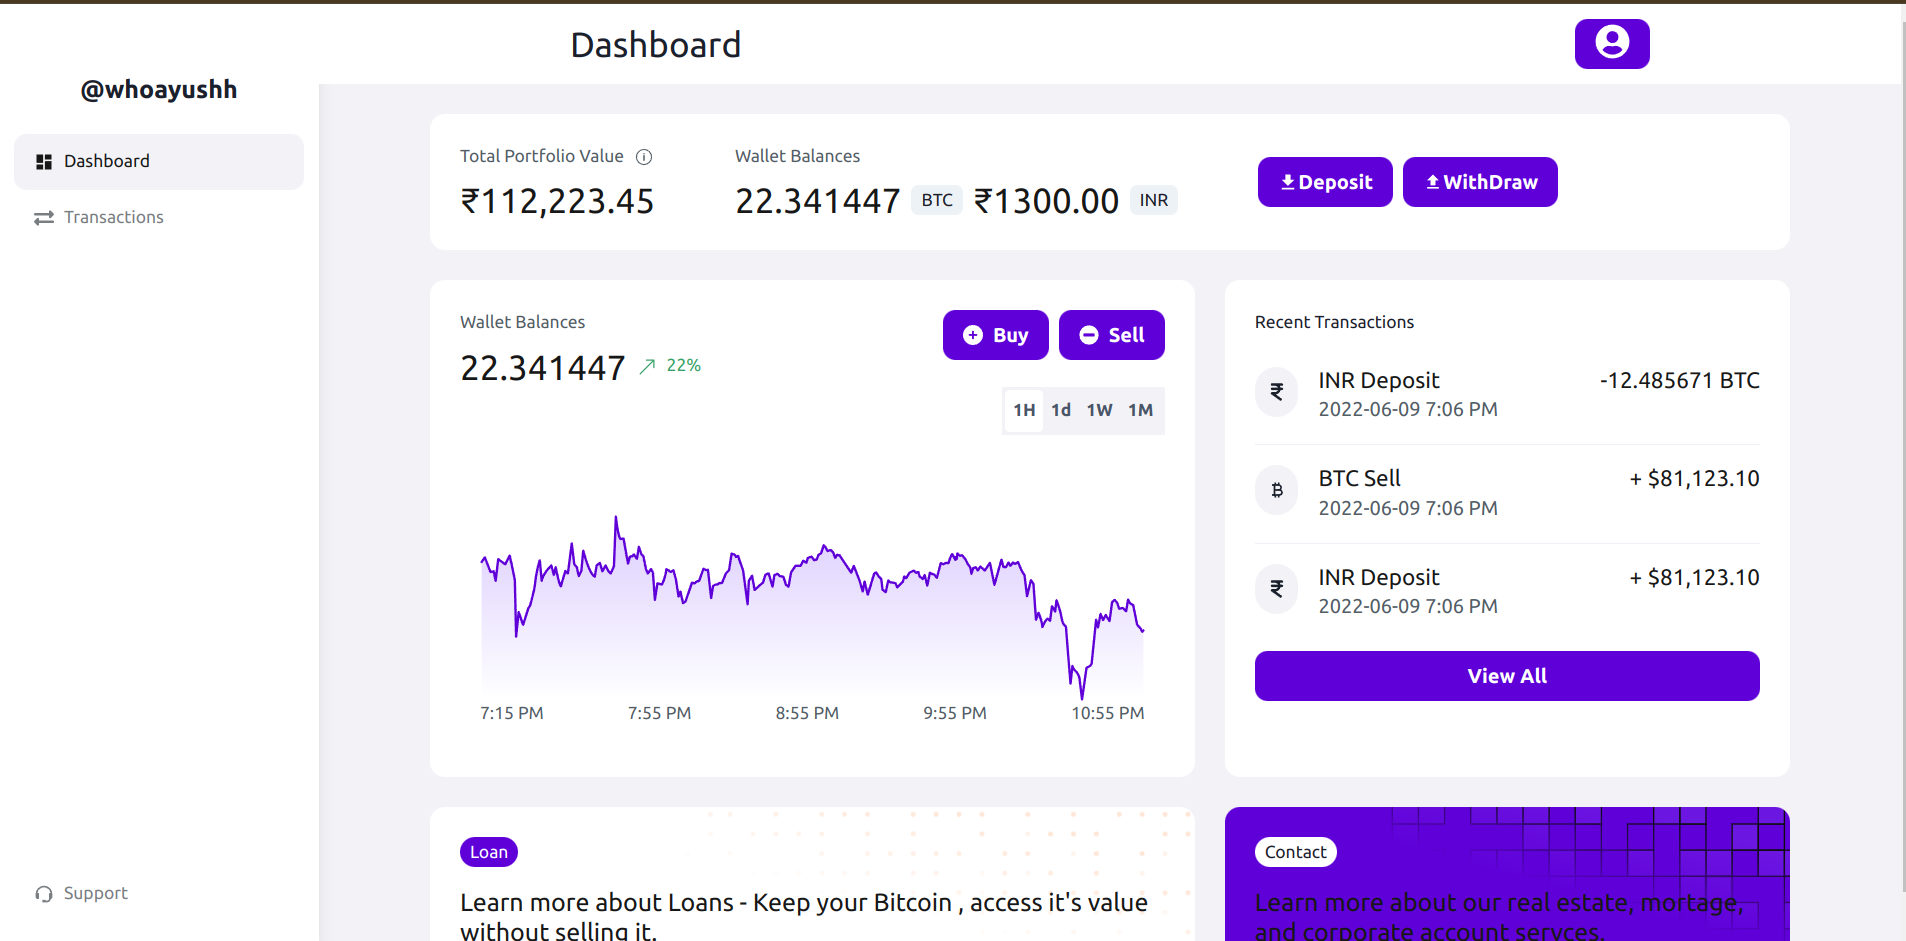 Dashboard
@whoayushh
Dashboard
Transactions
Support
Total Portfolio Value
₹112,223.45
Wallet Balances
22.341447 BTC ₹1300.00 INR
Deposit
WithDraw
Wallet Balances
22.341447 22%
Buy
Sell
1H 1d 1W 1M
7:15 PM 7:55 PM 8:55 PM 9:55 PM 10:55 PM
Recent Transactions
₹ INR Deposit -12.485671 BTC
2022-06-09 7:06 PM
BTC Sell + $81,123.10
2022-06-09 7:06 PM
₹ INR Deposit + $81,123.10
2022-06-09 7:06 PM
View All
Loan
Learn more about Loans - Keep your Bitcoin , access it's value
without selling it.
Contact
Learn more about our real estate, mortage,
and corporate account servces.